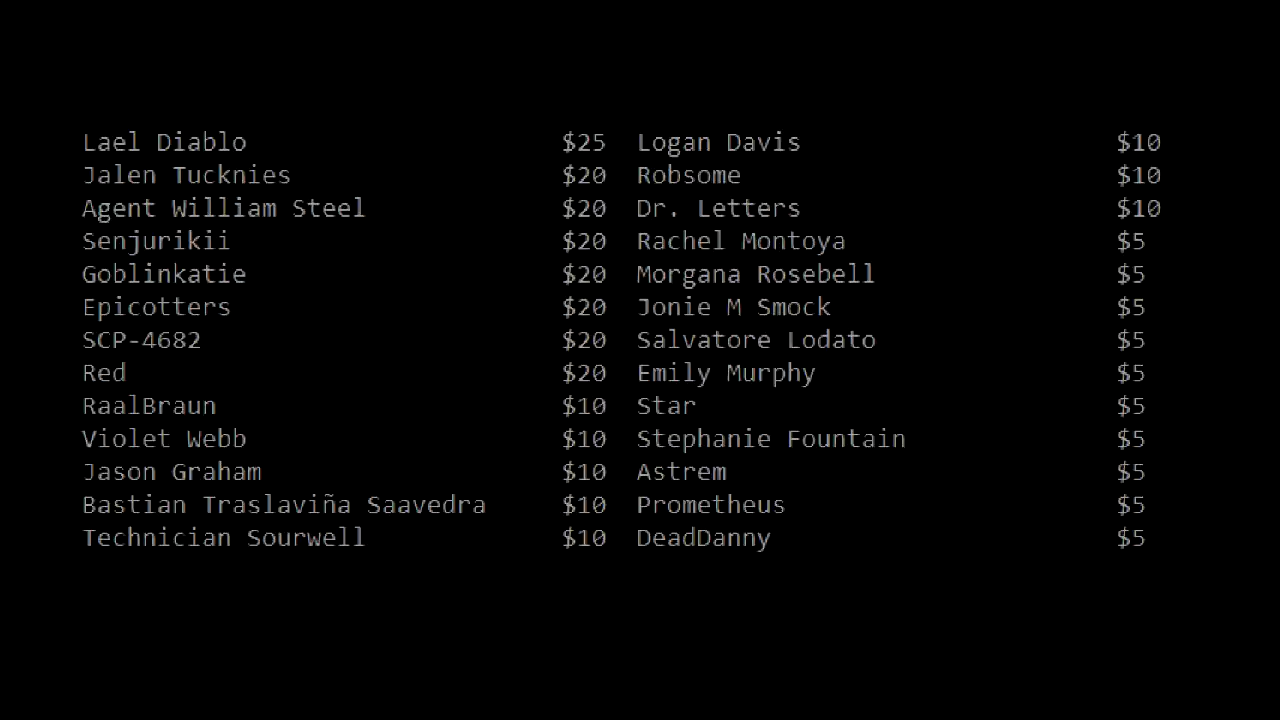 Lael Diablo $25 Logan Davis $10
Jalen Tucknies $20 Robsome $10
Agent William Steel $20 Dr. Letters $10
Senjurikii $20 Rachel Montoya $5
Goblinkatie $20 Morgana Rosebell $5
Epicotters $20 Jonie M Smock $5
SCP-4682 $20 Salvatore Lodato $5
Red $20 Emily Murphy $5
RaalBraun $10 Star $5
Violet Webb $10 Stephanie Fountain $5
Jason Graham $10 Astrem $5
Bastian Traslaviña Saavedra $10 Prometheus $5
Technician Sourwell $10 DeadDanny $5